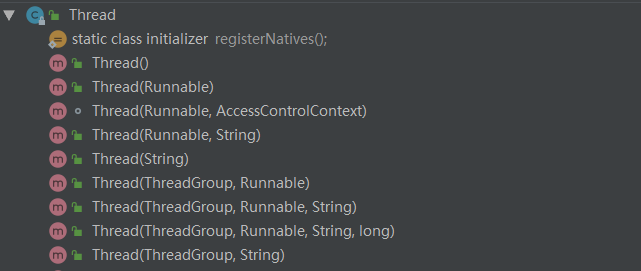 Thread
static class initializer registerNatives();
Thread()
Thread(Runnable)
Thread(Runnable, AccessControlContext)
Thread(Runnable, String)
Thread(String)
Thread(ThreadGroup, Runnable)
Thread(ThreadGroup, Runnable, String)
Thread(ThreadGroup, Runnable, String, long)
Thread(ThreadGroup, String)